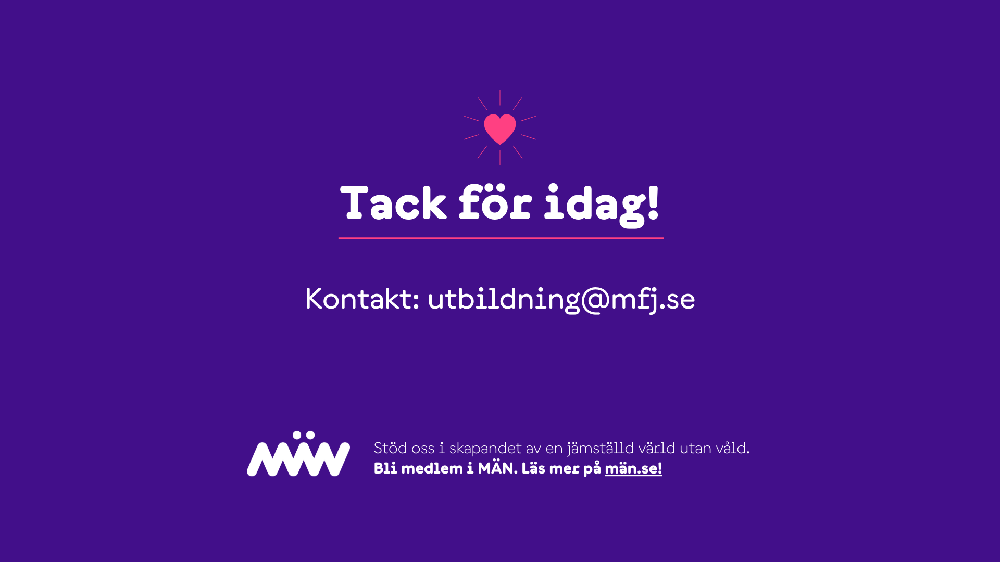 Tack för idag!
Kontakt: utbildning@mfj.se
MÄN
Stöd oss i skapandet av en jämställd värld utan våld.
Bli medlem i MÄN. Läs mer på män.se!